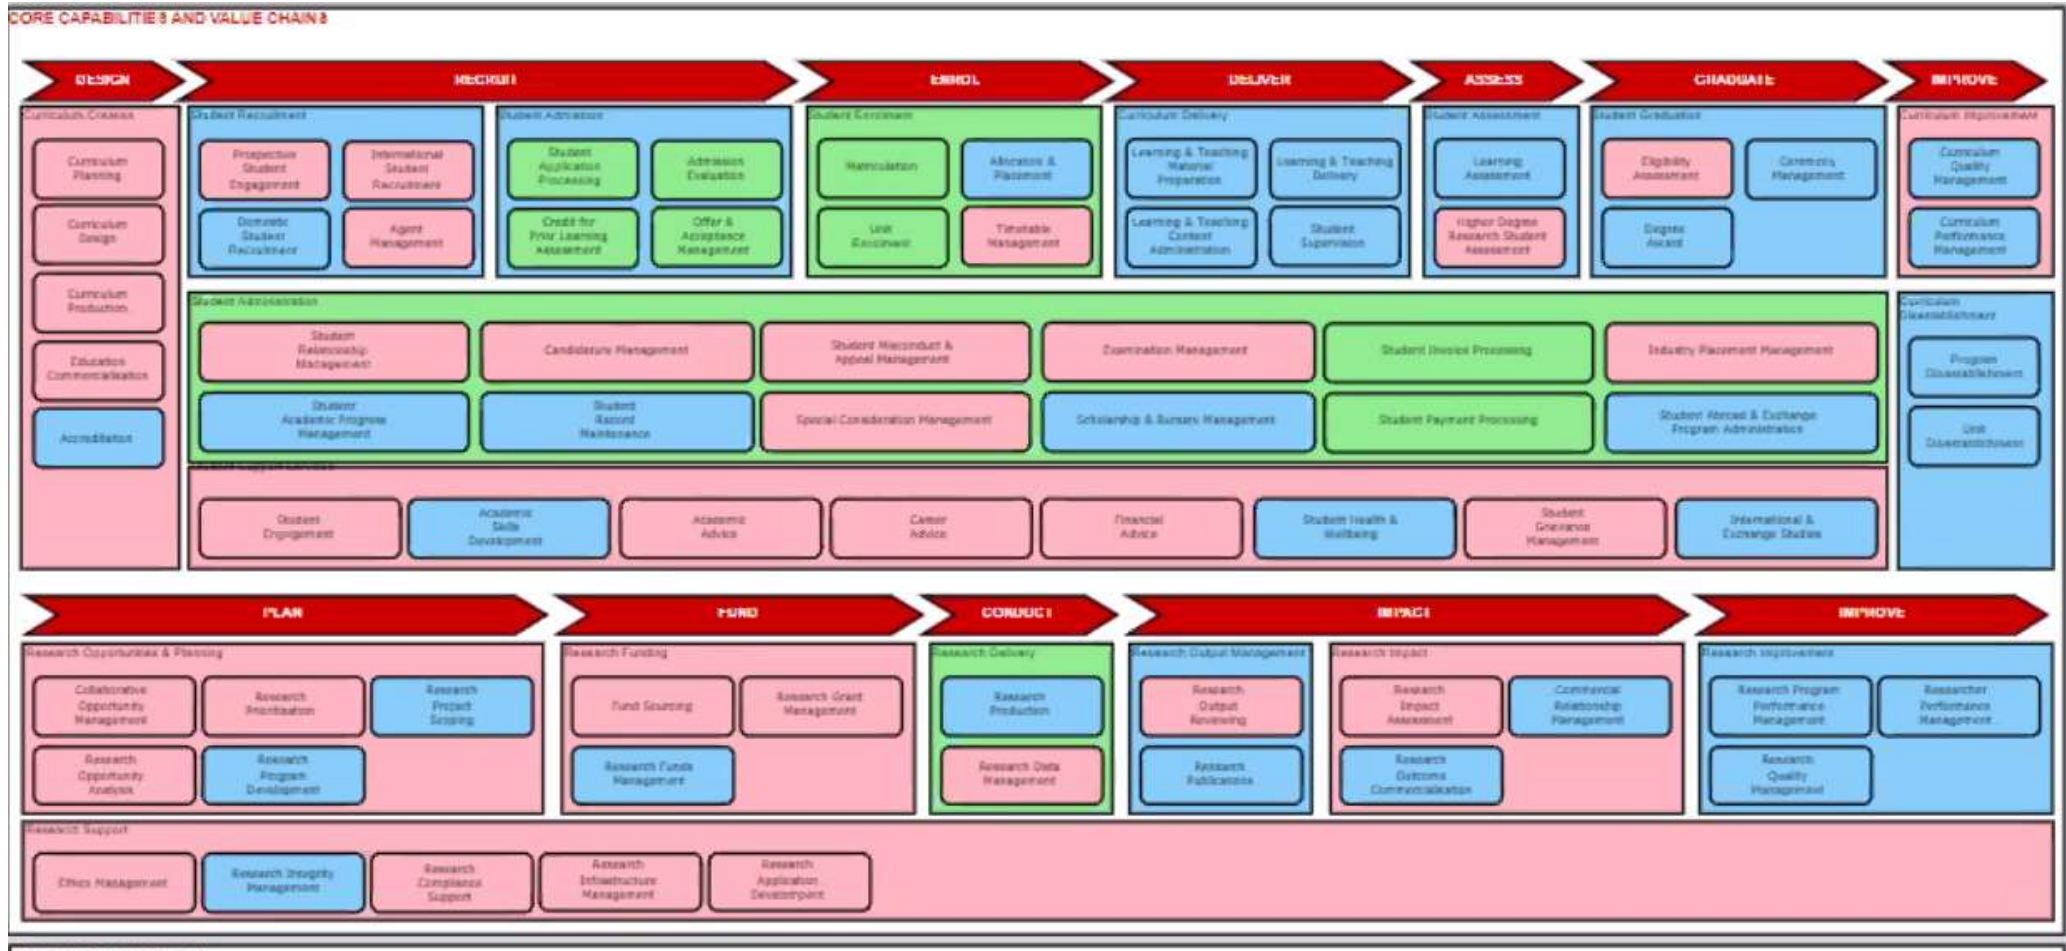 CORE CAPABILITIES AND VALUE CHAINS
DESIGN
RECRUIT
ENROL
DELIVER
ASSESS
GRADUATE
IMPROVE
Curriculum Creation
Curriculum
Planning
Curriculum
Design
Curriculum
Production
Education
Commercialisation
Accreditation
Student Recruitment
Prospective
Student
Engagement
International
Student
Recruitment
Domestic
Student
Recruitment
Agent
Management
Student Admission
Student
Application
Processing
Admission
Evaluation
Credit for
Prior Learning
Assessment
Offer &
Acceptance
Management
Student Enrolment
Matriculation
Allocation &
Placement
Unit
Enrolment
Timetable
Management
Curriculum Delivery
Learning & Teaching
Material
Preparation
Learning & Teaching
Delivery
Learning & Teaching
Content
Administration
Student
Supervision
Student Assessment
Learning
Assessment
Higher Degree
Research Student
Assessment
Student Graduation
Eligibility
Assessment
Ceremony
Management
Degree
Award
Curriculum Improvement
Curriculum
Quality
Management
Curriculum
Performance
Management
Student Administration
Student
Relationship
Management
Candidature Management
Student Misconduct &
Appeal Management
Examination Management
Student Invoice Processing
Industry Placement Management
Student
Academic Progress
Management
Student
Record
Maintenance
Special Consideration Management
Scholarship & Bursary Management
Student Payment Processing
Student Abroad & Exchange
Program Administration
Curriculum
Disestablishment
Program
Disestablishment
Unit
Disestablishment
Student Support Services
Student
Engagement
Academic
Skills
Development
Academic
Advice
Career
Advice
Financial
Advice
Student Health &
Wellbeing
Student
Grievance
Management
International &
Exchange Studies
PLAN
FUND
CONDUCT
IMPACT
IMPROVE
Research Opportunities & Planning
Collaborative
Opportunity
Management
Research
Prioritisation
Research
Project
Scoping
Research
Opportunity
Analysis
Research
Program
Development
Research Funding
Fund Sourcing
Research Grant
Management
Research Funds
Management
Research Delivery
Research
Production
Research Data
Management
Research Output Management
Research
Output
Reviewing
Research
Publications
Research Impact
Research
Impact
Assessment
Commercial
Relationship
Management
Research
Outcome
Commercialisation
Research Improvement
Research Program
Performance
Management
Researcher
Performance
Management
Research
Quality
Management
Research Support
Ethics Management
Research Integrity
Management
Research
Compliance
Support
Research
Infrastructure
Management
Research
Application
Development